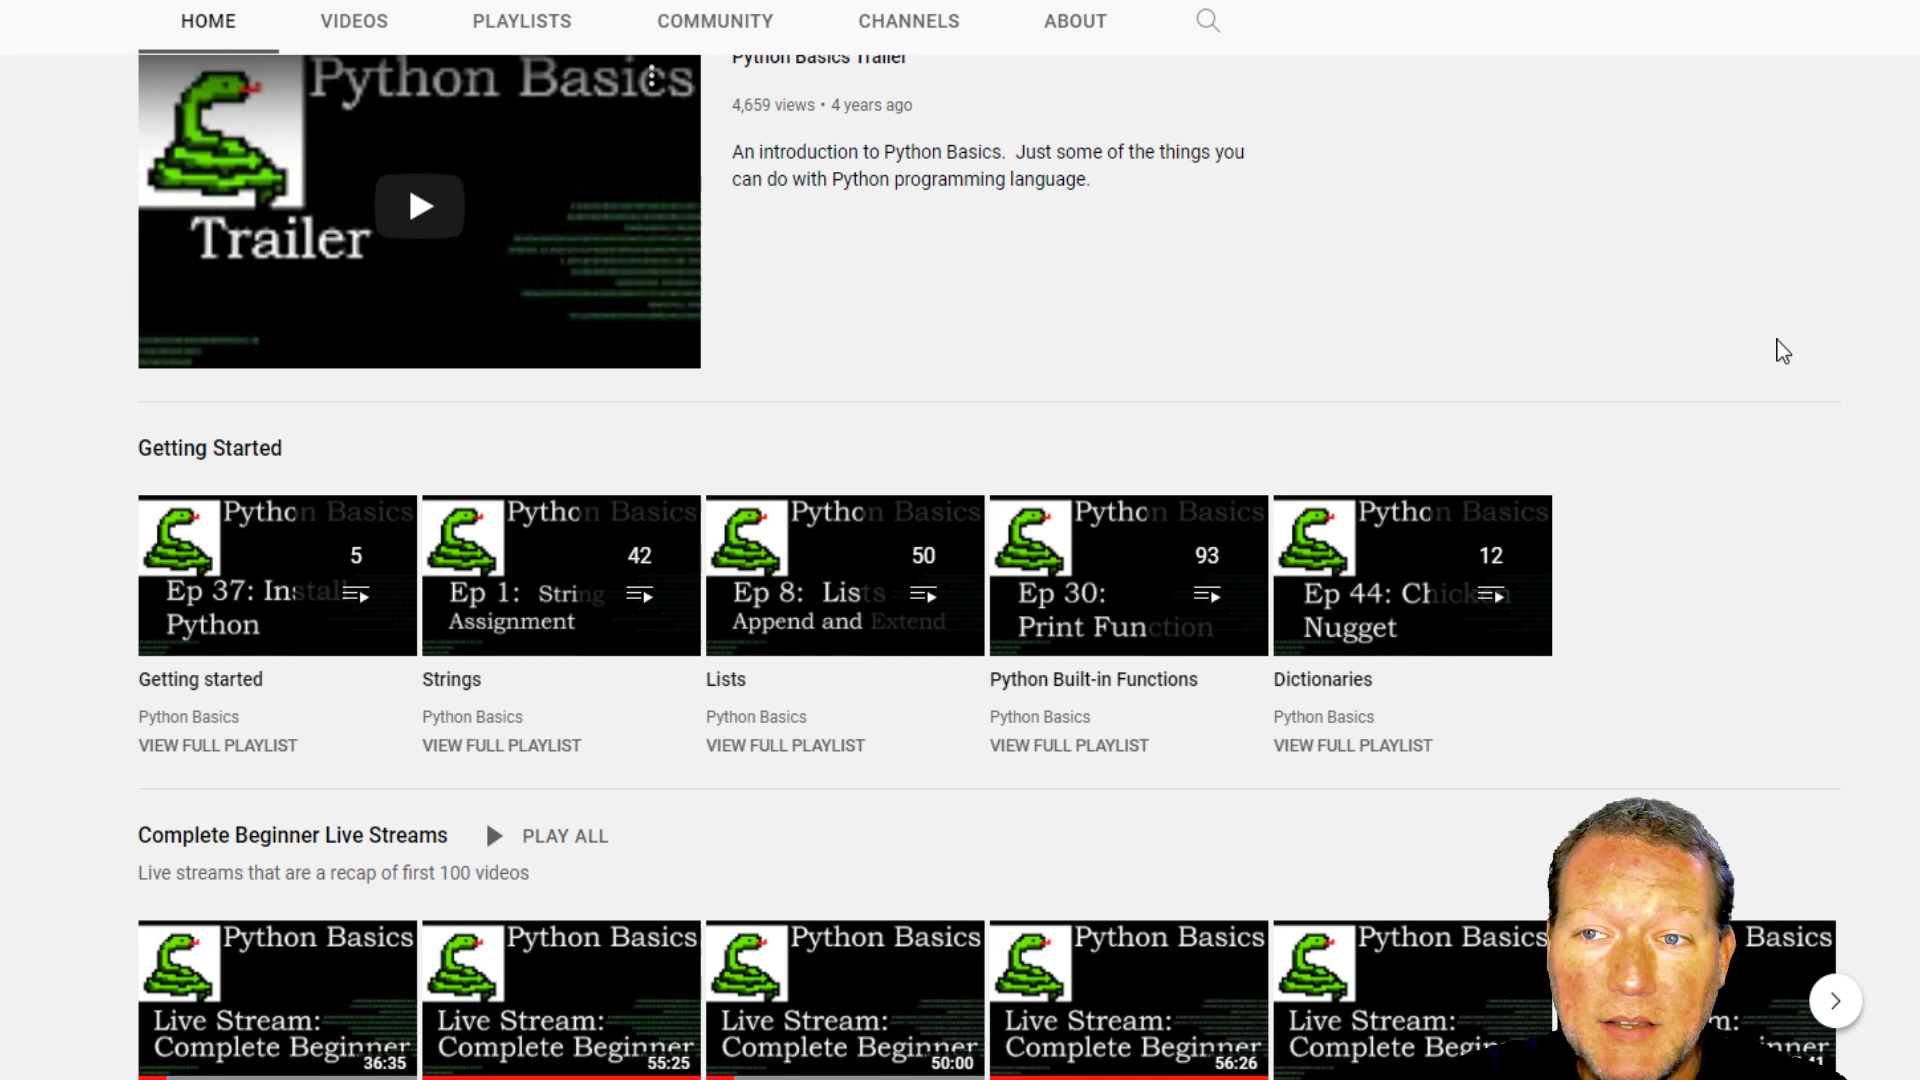 HOME VIDEOS PLAYLISTS COMMUNITY CHANNELS ABOUT
Python Basics
Trailer
Python Basics Trailer
4,659 views • 4 years ago
An introduction to Python Basics. Just some of the things you
can do with Python programming language.
Getting Started
Python Basics
5
Ep 37: Install
Python
Python Basics
42
Ep 1: String
Assignment
Python Basics
50
Ep 8: Lists
Append and Extend
Python Basics
93
Ep 30:
Print Function
Python Basics
12
Ep 44: Chicken
Nugget
Getting started
Python Basics
VIEW FULL PLAYLIST
Strings
Python Basics
VIEW FULL PLAYLIST
Lists
Python Basics
VIEW FULL PLAYLIST
Python Built-in Functions
Python Basics
VIEW FULL PLAYLIST
Dictionaries
Python Basics
VIEW FULL PLAYLIST
Complete Beginner Live Streams PLAY ALL
Live streams that are a recap of first 100 videos
Python Basics
Live Stream:
Complete Beginner
36:35
Python Basics
Live Stream:
Complete Beginner
55:25
Python Basics
Live Stream:
Complete Beginner
50:00
Python Basics
Live Stream:
Complete Beginner
56:26
Python Basics
Live Stream:
Complete
Basics